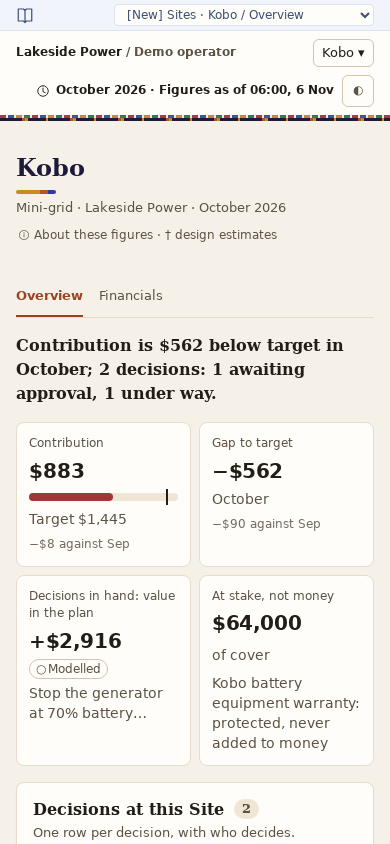 [New] Sites · Kobo / Overview
Lakeside Power / Demo operator
Kobo ▾
October 2026 · Figures as of 06:00, 6 Nov
Kobo
Mini-grid · Lakeside Power · October 2026
About these figures · † design estimates
Overview Financials
Contribution is $562 below target in
October; 2 decisions: 1 awaiting
approval, 1 under way.
Contribution
$883
Target $1,445
−$8 against Sep
Gap to target
−$562
October
−$90 against Sep
Decisions in hand: value
in the plan
+$2,916
Modelled
Stop the generator
at 70% battery...
At stake, not money
$64,000
of cover
Kobo battery
equipment warranty:
protected, never
added to money
Decisions at this Site 2
One row per decision, with who decides.